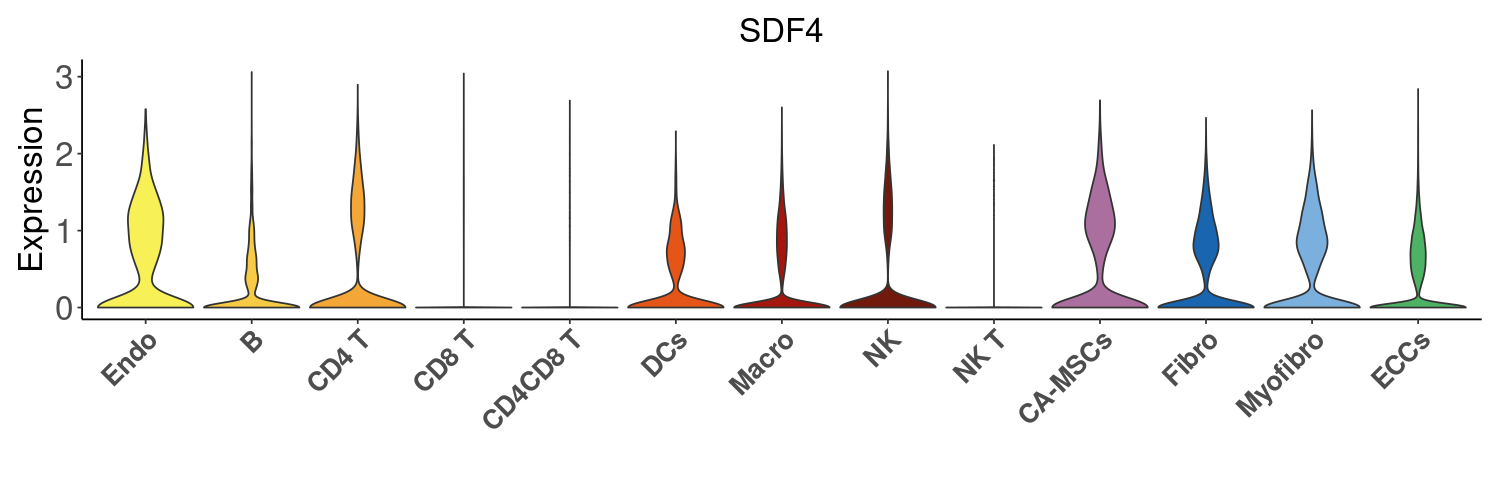 SDF4
Expression
3
2
1
0
Endo
B
CD4 T
CD8 T
CD4CD8 T
DCs
Macro
NK
NK T
CA-MSCs
Fibro
Myofibro
ECCs